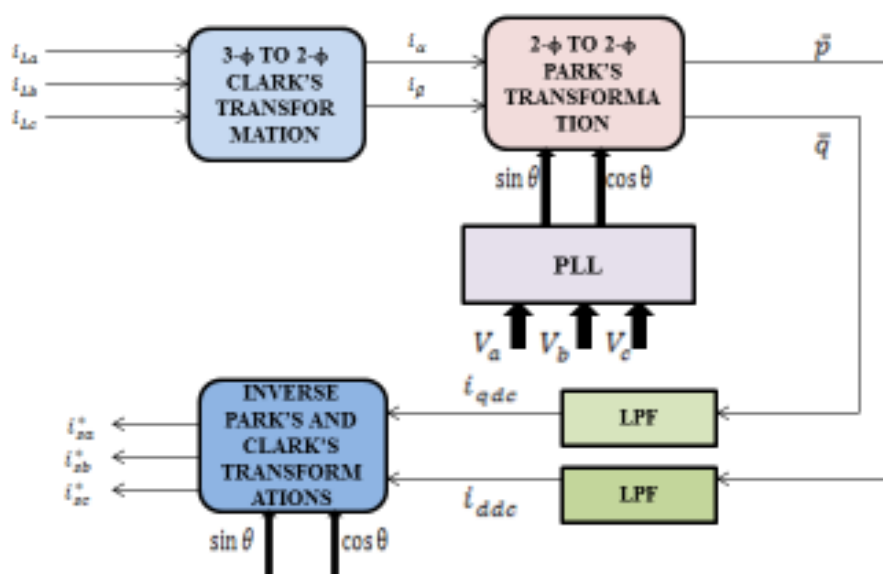 i_La
i_Lb
i_Lc
3-ϕ TO 2-ϕ
CLARK'S
TRANSFOR
MATION
i_α
i_β
2-ϕ TO 2-ϕ
PARK'S
TRANSFORMA
TION
p̄
q̄
sin θ
cos θ
PLL
V_a
V_b
V_c
INVERSE
PARK'S AND
CLARK'S
TRANSFORM
ATIONS
i_qdc
LPF
i_ddc
LPF
i*_sa
i*_sb
i*_sc
sin θ
cos θ